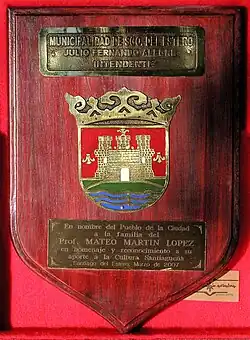 MUNICIPALIDAD DE SGO. DEL ESTERO
JULIO FERNANDO ALEGRE
INTENDENTE
En nombre del Pueblo de la Ciudad
a la familia del
Prof. MATEO MARTIN LOPEZ
en homenaje y reconocimiento a su
aporte a la Cultura Santiagueña
Santiago del Estero, Marzo de 2007